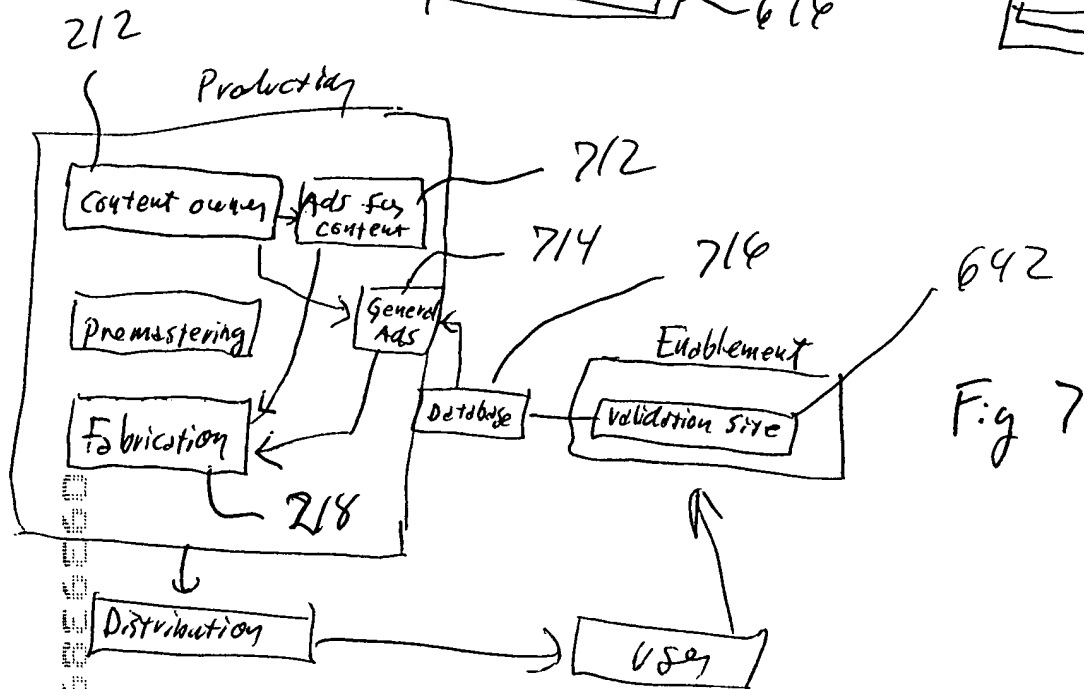 616
212
Production
712
Content owner
Ads for
content
714
716
642
General
Ads
Premastering
Enablement
Database
Validation Site
Fig 7
Fabrication
218
Distribution
User